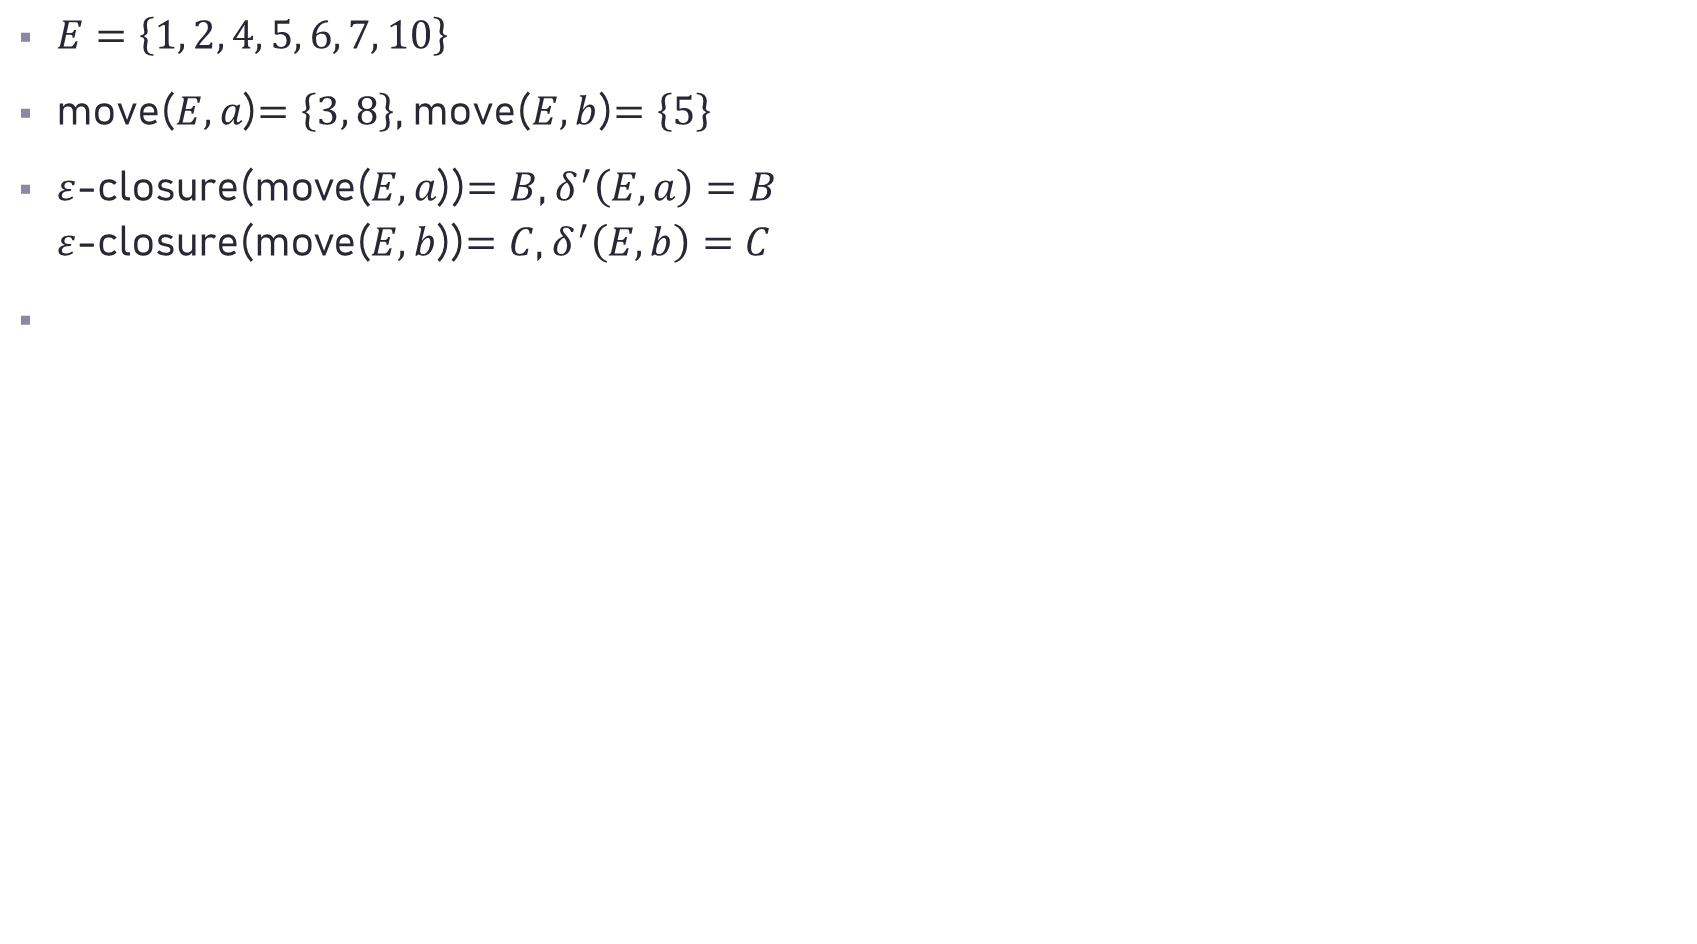 ▪ E = {1, 2, 4, 5, 6, 7, 10}
▪ move(E, a)= {3, 8}, move(E, b)= {5}
▪ ε-closure(move(E, a))= B, δ′(E, a) = B
ε-closure(move(E, b))= C, δ′(E, b) = C
▪